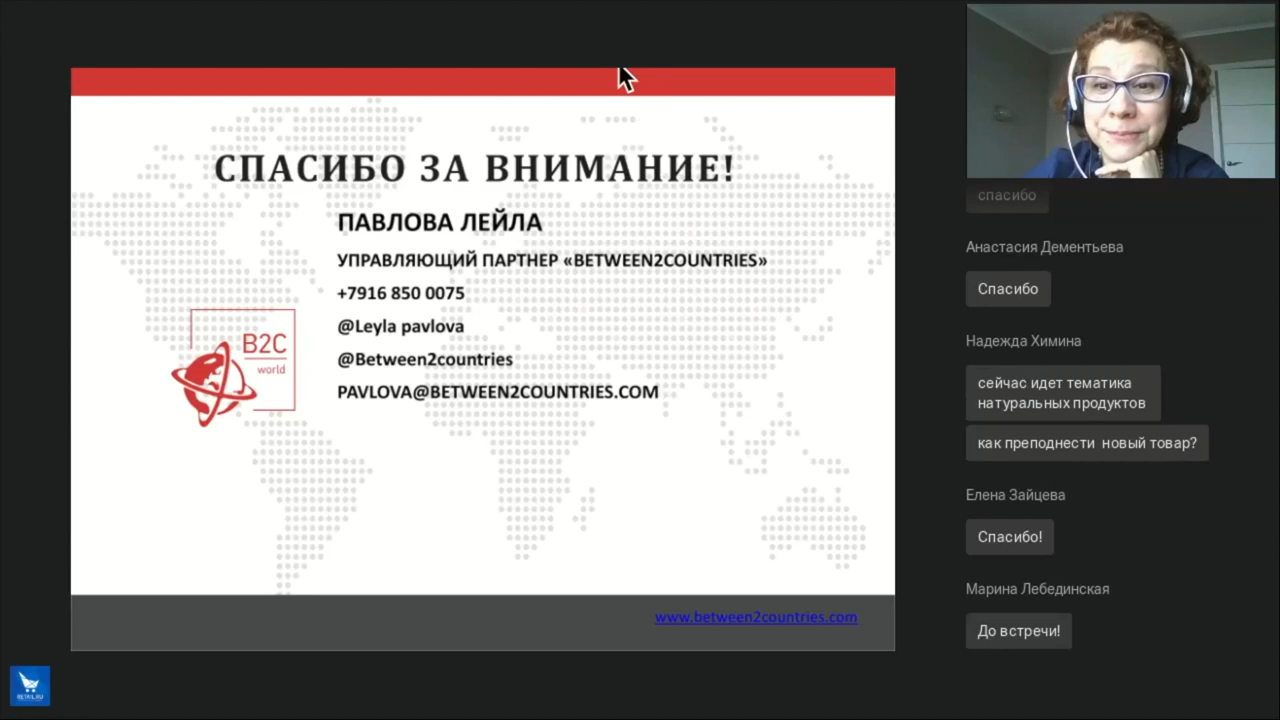 СПАСИБО ЗА ВНИМАНИЕ!
ПАВЛОВА ЛЕЙЛА
УПРАВЛЯЮЩИЙ ПАРТНЕР «BETWEEN2COUNTRIES»
+7916 850 0075
@Leyla pavlova
@Between2countries
PAVLOVA@BETWEEN2COUNTRIES.COM
B2C
world
www.between2countries.com
RETAIL.RU
спасибо
Анастасия Дементьева
Спасибо
Надежда Химина
сейчас идет тематика
натуральных продуктов
как преподнести новый товар?
Елена Зайцева
Спасибо!
Марина Лебединская
До встречи!